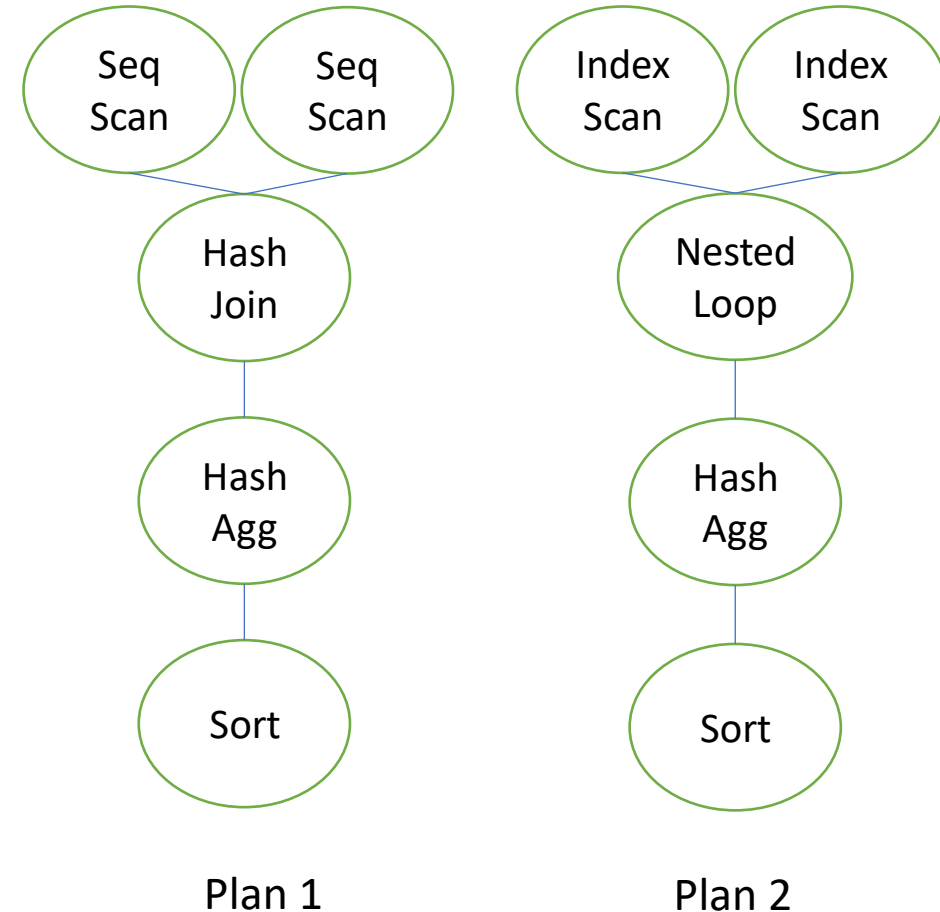 Seq
Scan
Seq
Scan
Hash
Join
Hash
Agg
Sort
Plan 1
Index
Scan
Index
Scan
Nested
Loop
Hash
Agg
Sort
Plan 2